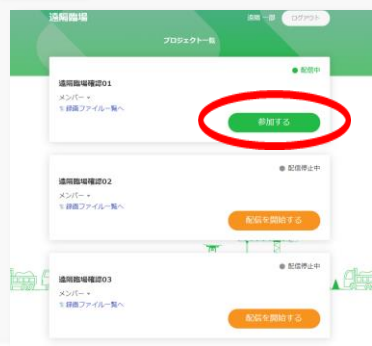 遠隔臨場
遠隔 一郎 ログアウト
プロジェクト一覧
配信中
遠隔臨場確認01
メンバー
録画ファイル一覧へ
参加する
配信停止中
遠隔臨場確認02
メンバー
録画ファイル一覧へ
配信を開始する
配信停止中
遠隔臨場確認03
メンバー
録画ファイル一覧へ
配信を開始する